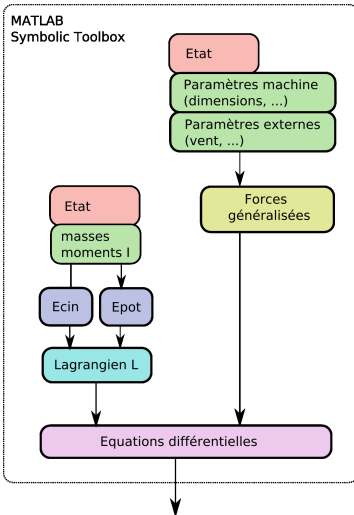 MATLAB
Symbolic Toolbox
Etat
Paramètres machine
(dimensions, ...)
Paramètres externes
(vent, ...)
Forces
généralisées
Etat
masses
moments I
Ecin
Epot
Lagrangien L
Equations différentielles